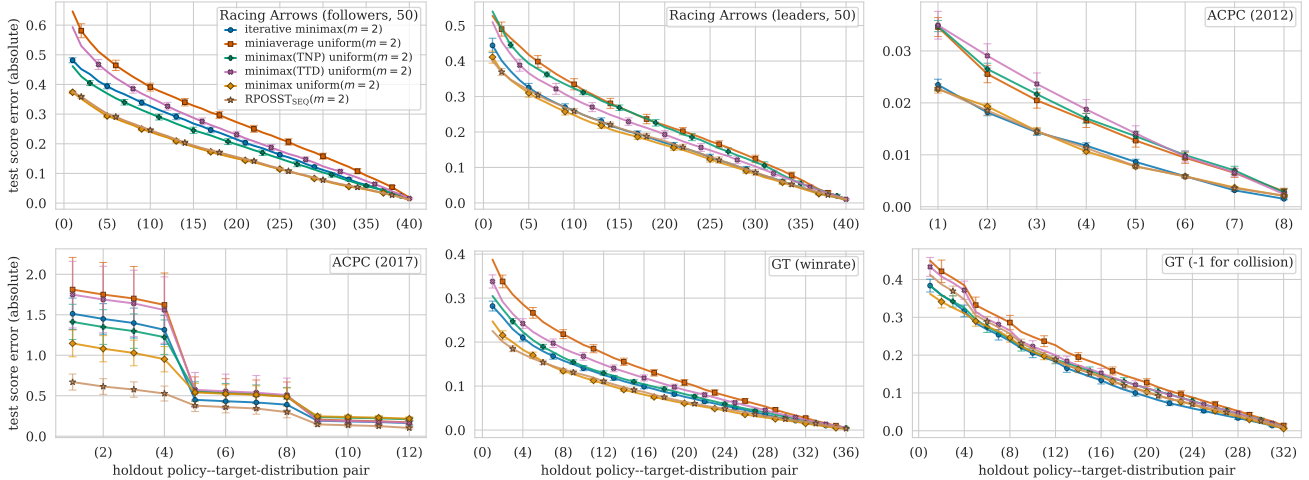 Racing Arrows (followers, 50)
iterative minimax(m = 2)
miniaverage uniform(m = 2)
minimax(TNP) uniform(m = 2)
minimax(TTD) uniform(m = 2)
minimax uniform(m = 2)
RPOSST_SEQ(m = 2)
test score error (absolute)
0.6
0.5
0.4
0.3
0.2
0.1
0.0
(0) (5) (10) (15) (20) (25) (30) (35) (40)
Racing Arrows (leaders, 50)
0.5
0.4
0.3
0.2
0.1
0.0
(0) (5) (10) (15) (20) (25) (30) (35) (40)
ACPC (2012)
0.03
0.02
0.01
0.00
(1) (2) (3) (4) (5) (6) (7) (8)
ACPC (2017)
test score error (absolute)
2.0
1.5
1.0
0.5
0.0
(2) (4) (6) (8) (10) (12)
holdout policy--target-distribution pair
GT (winrate)
0.4
0.3
0.2
0.1
0.0
(0) (4) (8) (12) (16) (20) (24) (28) (32) (36)
holdout policy--target-distribution pair
GT (-1 for collision)
0.4
0.3
0.2
0.1
0.0
(0) (4) (8) (12) (16) (20) (24) (28) (32)
holdout policy--target-distribution pair